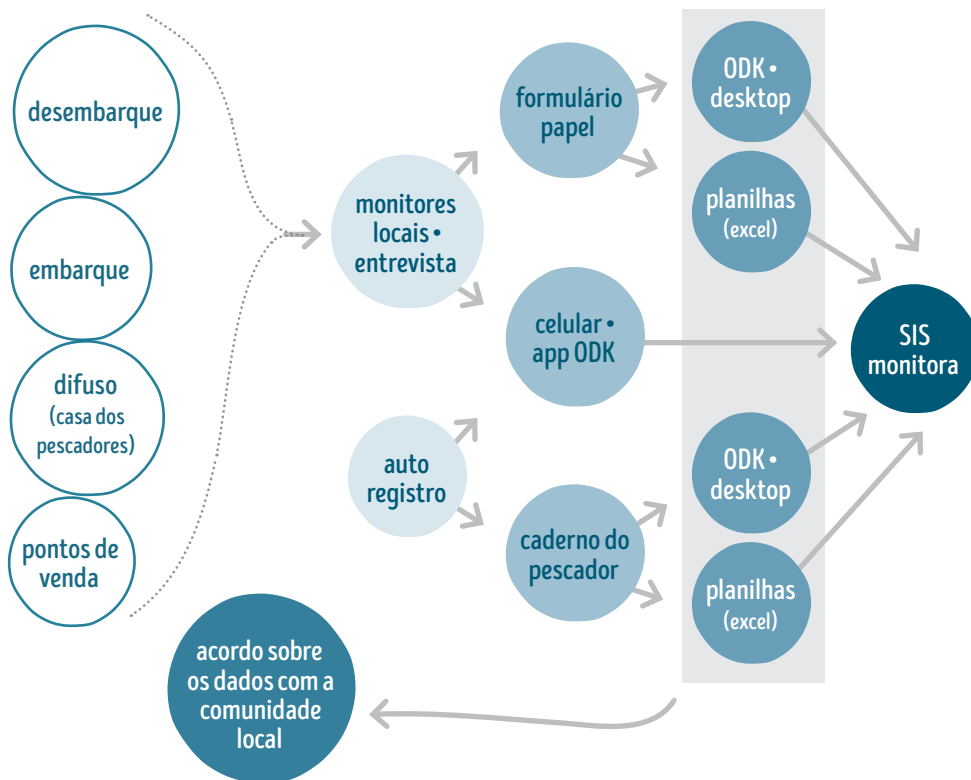 desembarque
embarque
difuso
(casa dos
pescadores)
pontos de
venda
monitores
locais •
entrevista
auto
registro
formulário
papel
celular •
app ODK
caderno do
pescador
ODK •
desktop
planilhas
(excel)
ODK •
desktop
planilhas
(excel)
SIS
monitora
acordo sobre
os dados com a
comunidade
local